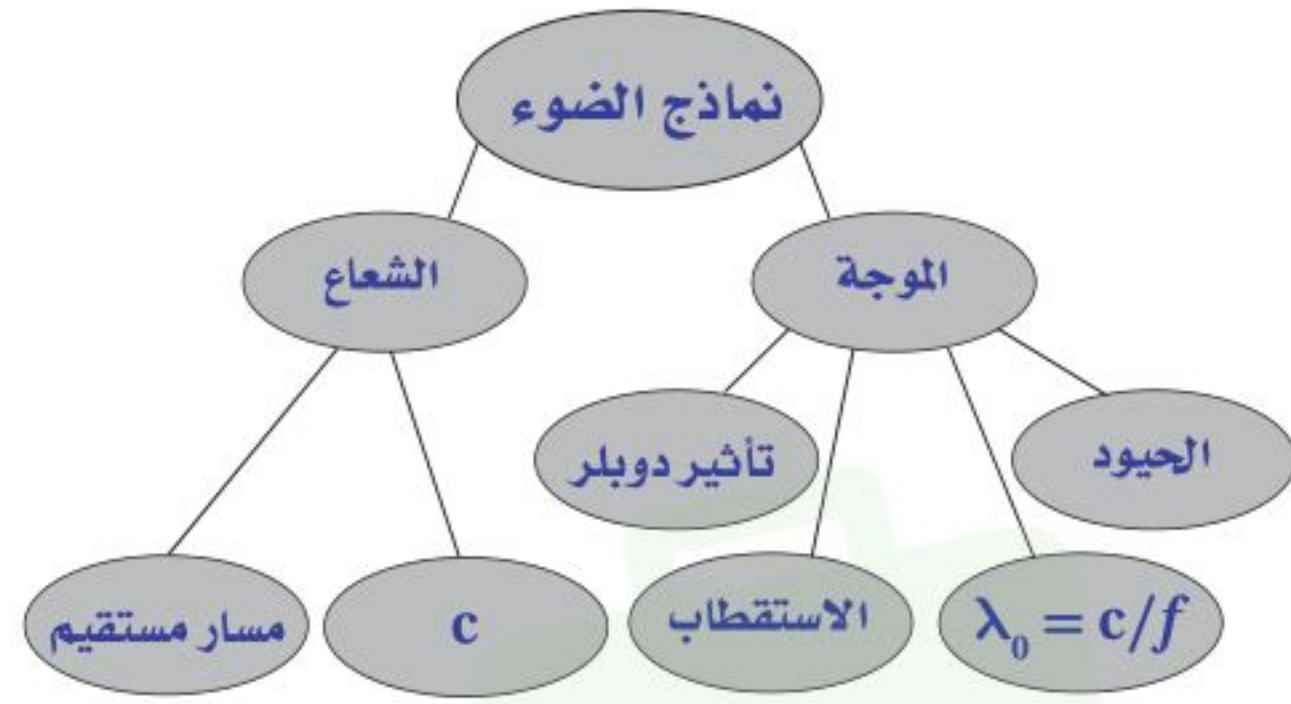 نماذج الضوء
الموجة
الشعاع
الحيود
تأثير دوبلر
λ₀ = c/f
الاستقطاب
c
مسار مستقيم